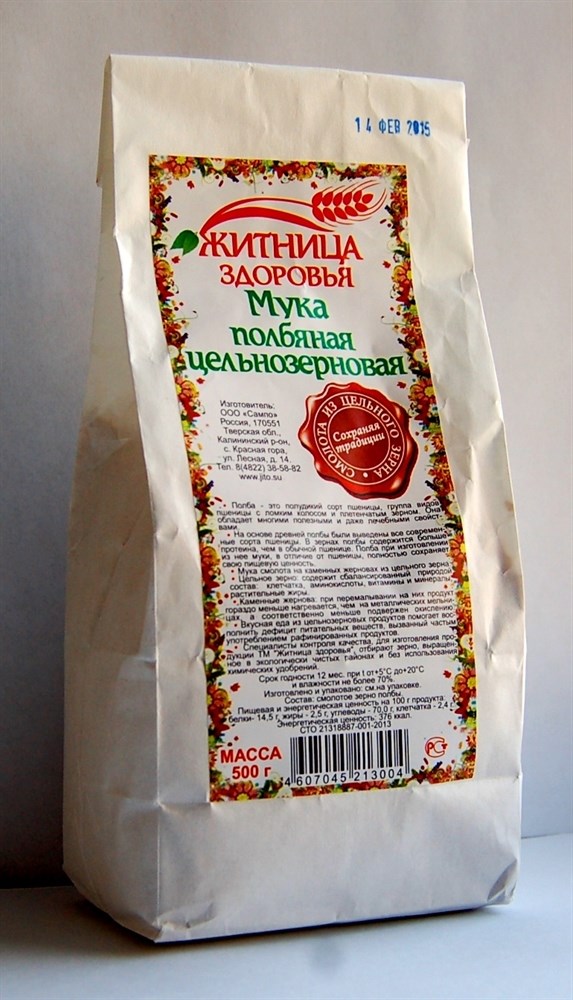 14 ФЕВ 2015
ЖИТНИЦА
ЗДОРОВЬЯ
Мука
полбяная
цельнозерновая
СМОЛОТА ИЗ ЦЕЛЬНОГО ЗЕРНА
Сохраняя
традиции
Изготовитель:
ООО «Сампо»
Россия, 170551
Тверская обл.,
Калининский р-он,
с. Красная гора,
ул. Лесная, д. 14.
Тел. 8(4822) 38-58-82
www.jito.su
• Полба - это полудикий сорт пшеницы, группа видов
пшеницы с ломким колосом и плетенчатым зерном. Она
обладает многими полезными и даже лечебными свойст-
вами.
• На основе древней полбы были выведены все современ-
ные сорта пшеницы. В зернах полбы содержится больше
протеина, чем в обычной пшенице. Полба при изготовлении
из нее муки, в отличие от пшеницы, полностью сохраняет
свою пищевую ценность.
• Мука смолота на каменных жерновах из цельного зерна.
• Цельное зерно: содержит сбалансированный природой
состав: клетчатка, аминокислоты, витамины и минералы,
растительные жиры.
• Каменные жернова: при перемалывании на них продукт
гораздо меньше нагревается, чем на металлических мельни-
цах, а соответственно меньше подвержен окислению.
• Вкусная еда из цельнозерновых продуктов помогает вос-
полнить дефицит питательных веществ, вызванный частым
употреблением рафинированных продуктов.
• Специалисты контроля качества, для изготовления про-
дукции ТМ "Житница здоровья", отбирают зерно, выращен-
ное в экологически чистых районах и без использования
химических удобрений.
Срок годности 12 мес. при t от+5°С до+20°С
и влажности не более 70%.
Изготовлено и упаковано: см.на упаковке.
Состав: смолотое зерно полбы.
Пищевая и энергетическая ценность на 100 г продукта:
белки- 14,5 г, жиры - 2,5 г, углеводы - 70,0 г, клетчатка - 2,4 г.
Энергетическая ценность: 376 ккал.
СТО 21318887-001-2013
МАССА
500 г
4 607045 213004
РСТ